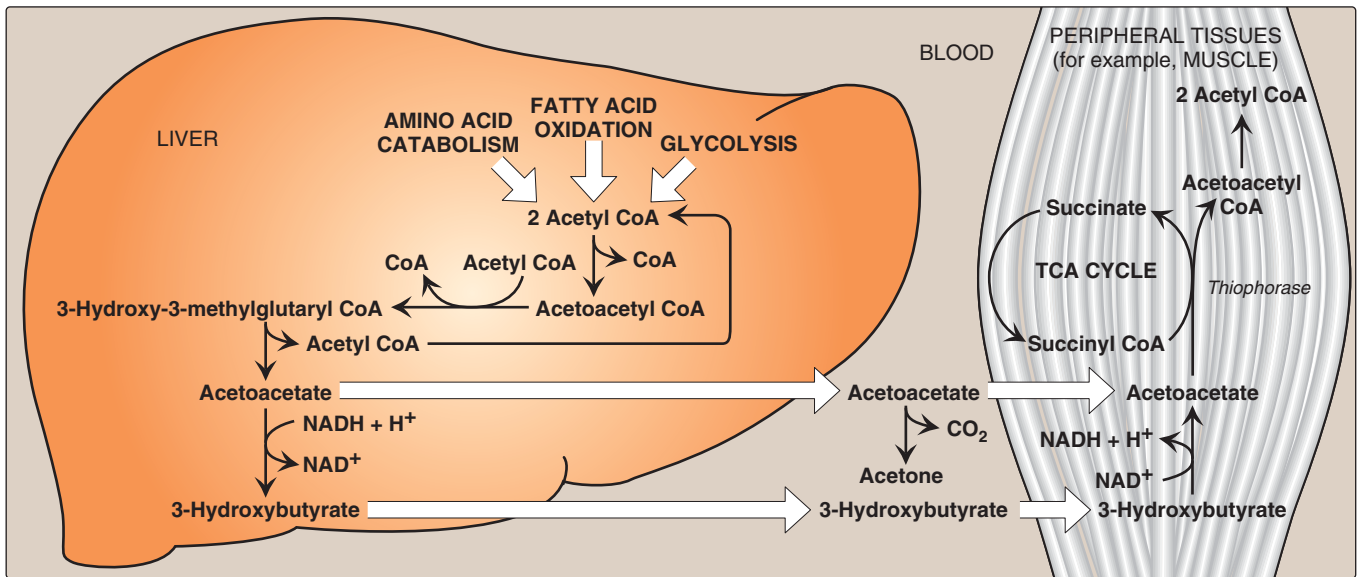 LIVER
AMINO ACID
CATABOLISM
FATTY ACID
OXIDATION
GLYCOLYSIS
2 Acetyl CoA
CoA
CoA
Acetyl CoA
3-Hydroxy-3-methylglutaryl CoA
Acetoacetyl CoA
Acetyl CoA
Acetoacetate
NADH + H⁺
NAD⁺
3-Hydroxybutyrate
BLOOD
Acetoacetate
CO₂
Acetone
3-Hydroxybutyrate
PERIPHERAL TISSUES
(for example, MUSCLE)
2 Acetyl CoA
Acetoacetyl
CoA
Succinate
TCA CYCLE
Thiophorase
Succinyl CoA
Acetoacetate
NADH + H⁺
NAD⁺
3-Hydroxybutyrate